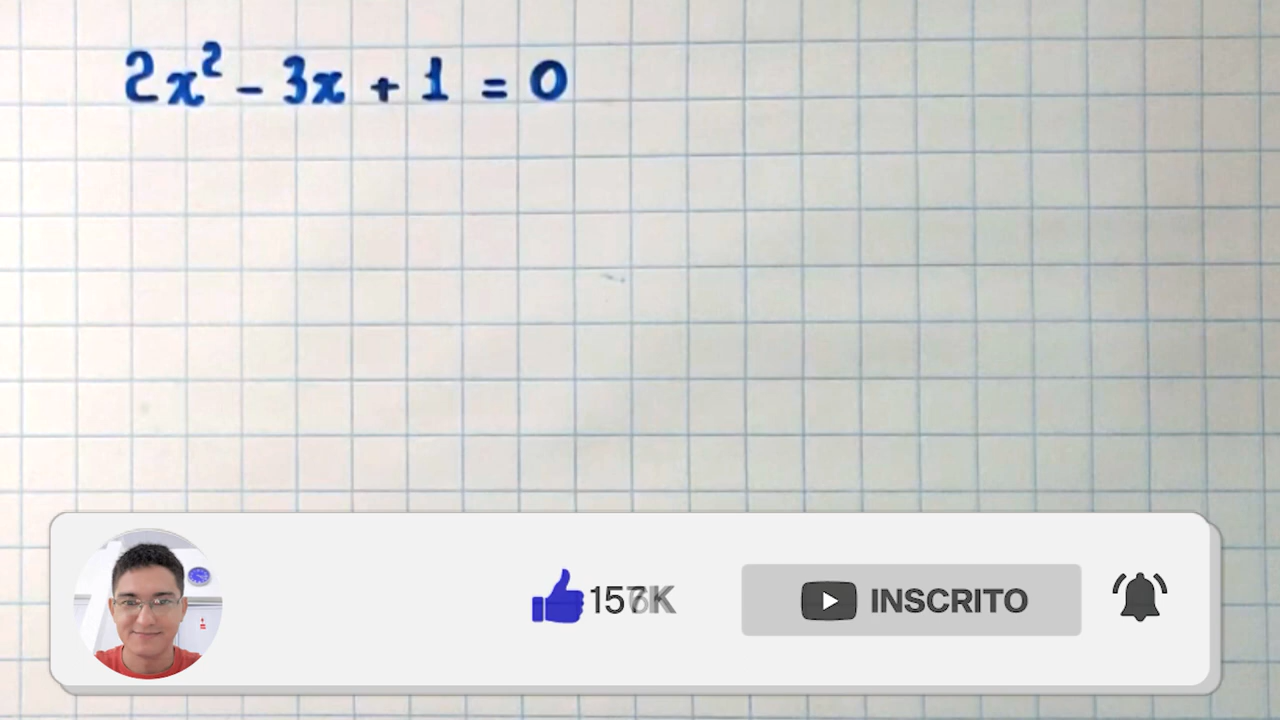 2x² - 3x + 1 = 0
INSCRITO